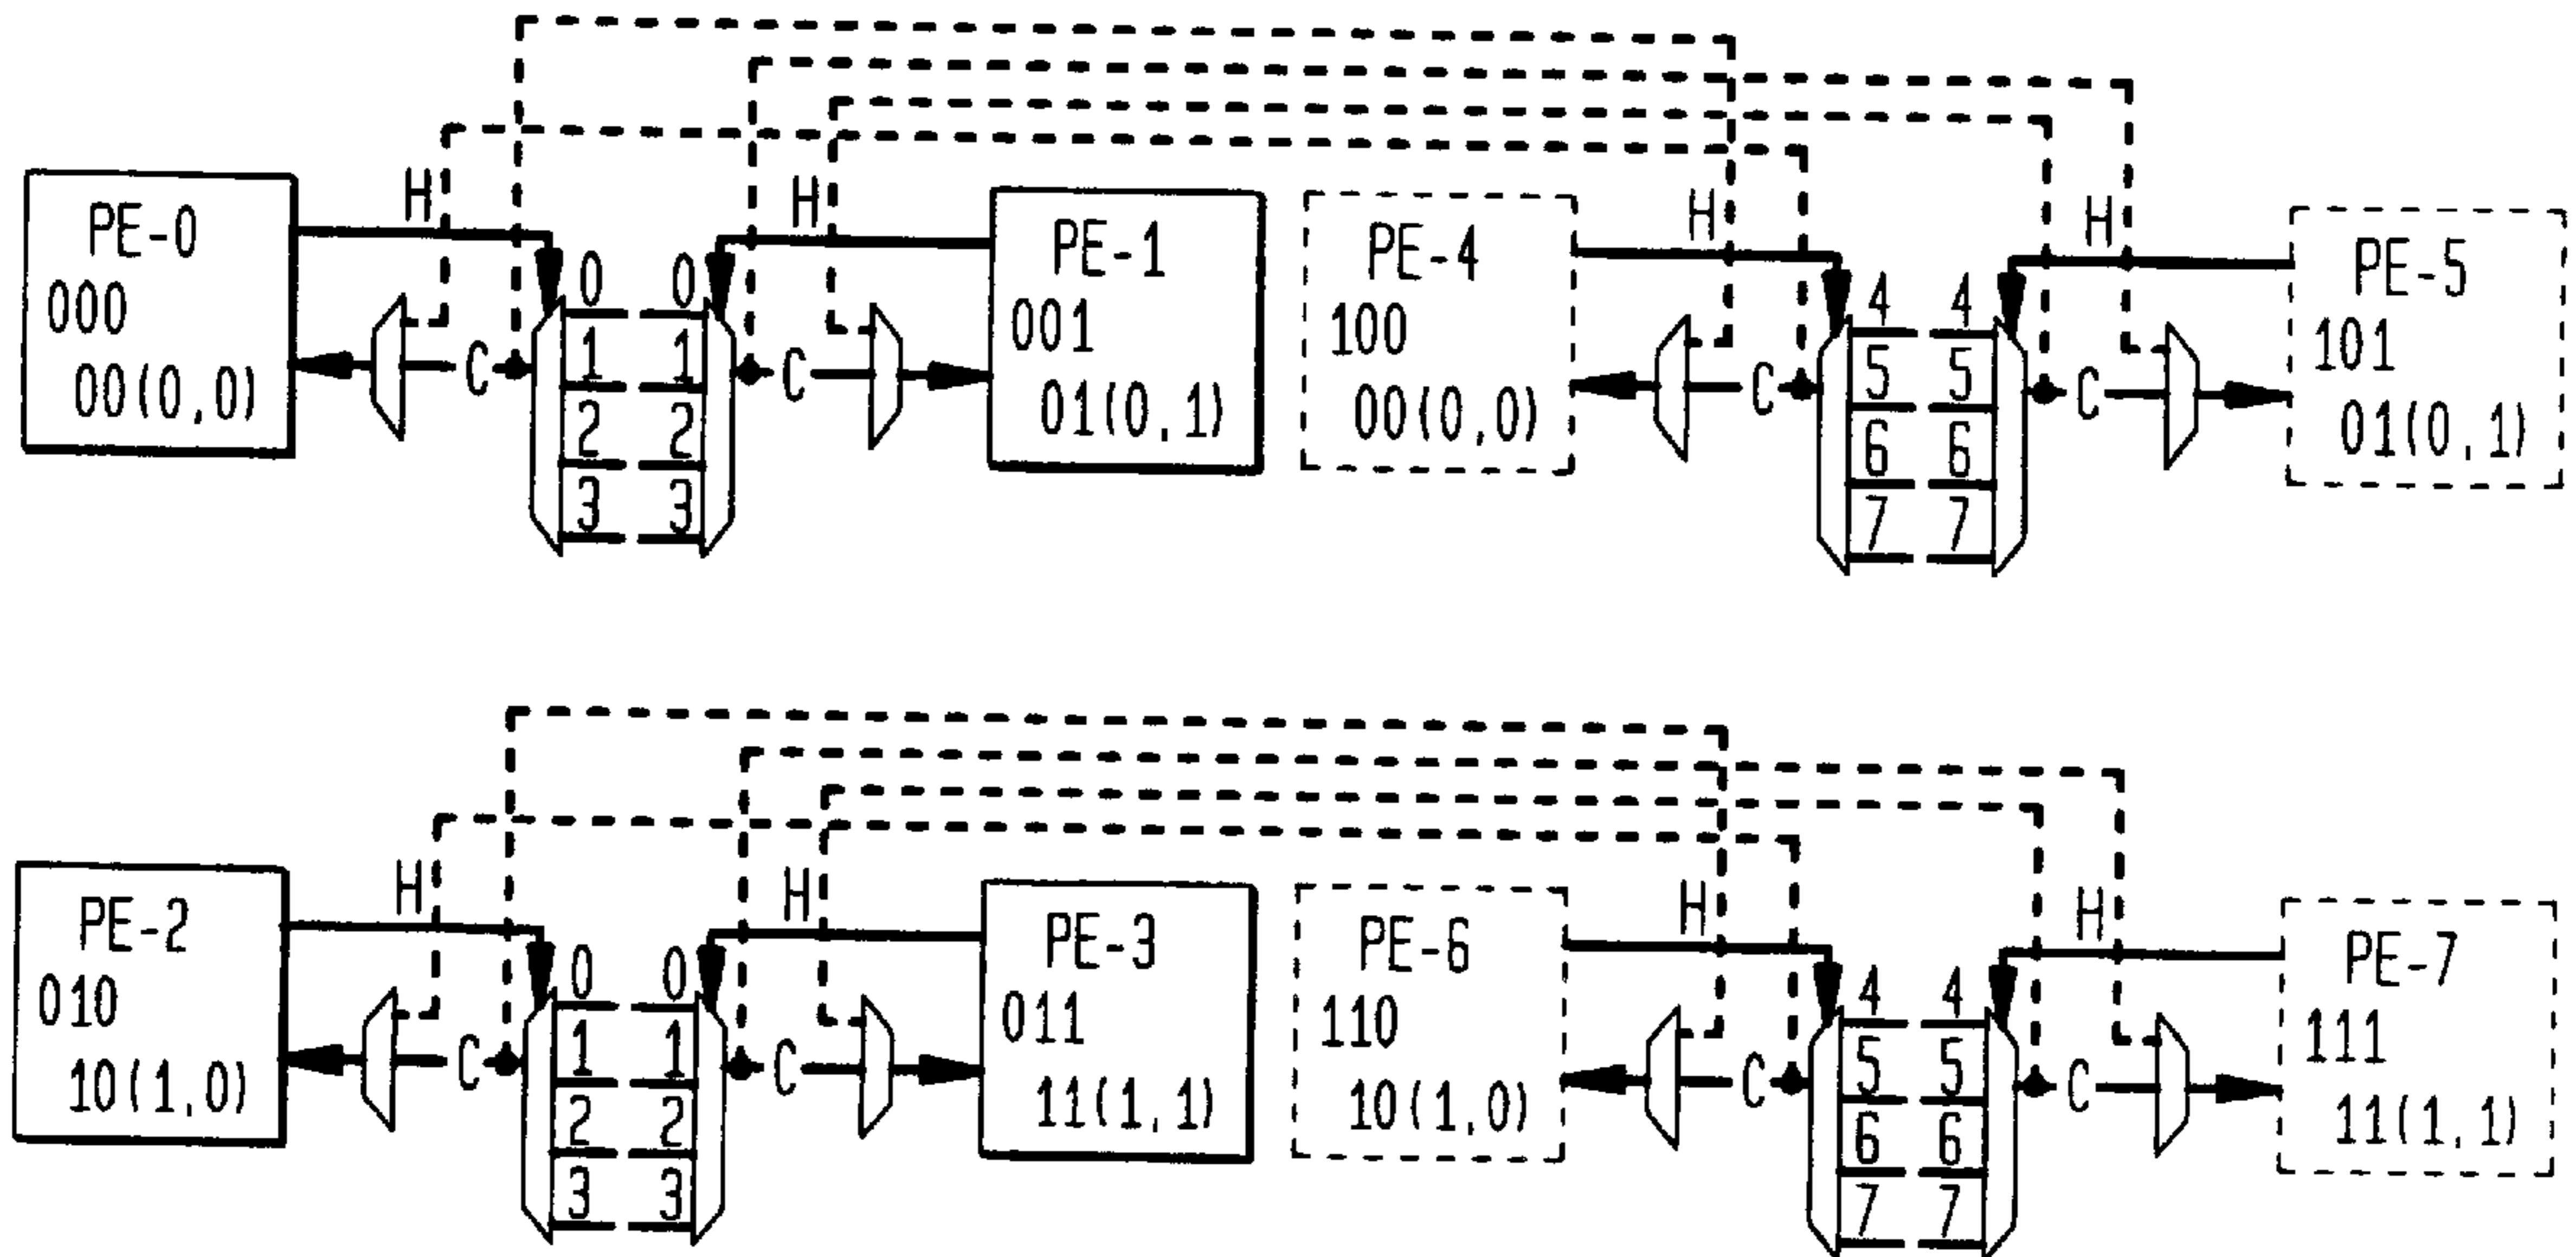 H H H H
PE-0 PE-1 PE-4 PE-5
000 0 0 001 100 4 4 101
00(0,0) C 1 1 C 01(0,1) 00(0,0) C 5 5 C 01(0,1)
2 2 6 6
3 3 7 7
H H H H
PE-2 PE-3 PE-6 PE-7
010 0 0 011 110 4 4 111
10(1,0) C 1 1 C 11(1,1) 10(1,0) C 5 5 C 11(1,1)
2 2 6 6
3 3 7 7